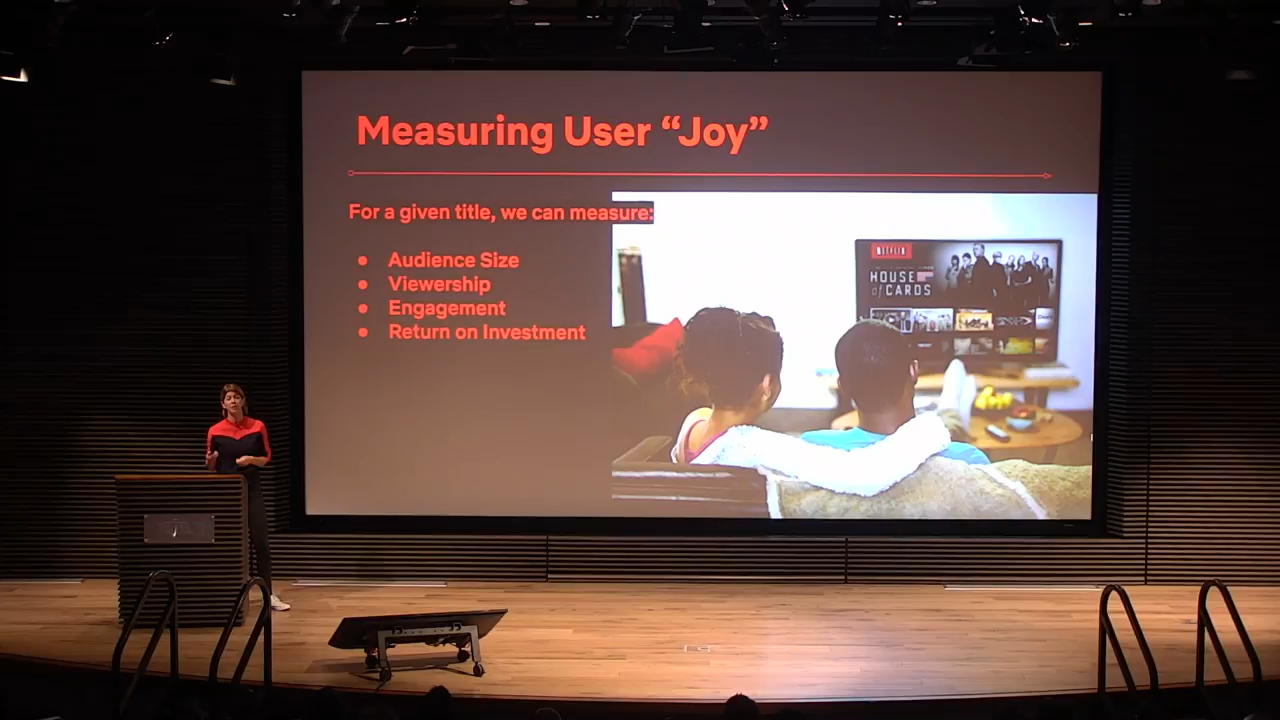 Measuring User “Joy”
For a given title, we can measure:
● Audience Size
● Viewership
● Engagement
● Return on Investment
NETFLIX
HOUSE
of CARDS